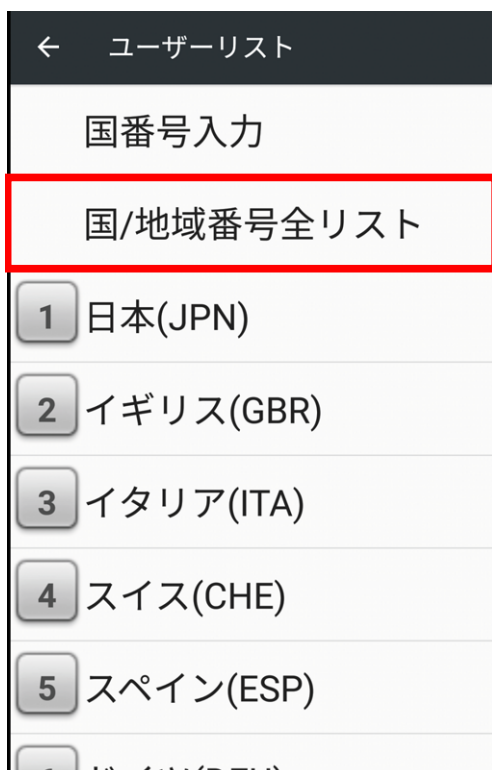 ← ユーザーリスト
国番号入力
国/地域番号全リスト
1 日本(JPN)
2 イギリス(GBR)
3 イタリア(ITA)
4 スイス(CHE)
5 スペイン(ESP)